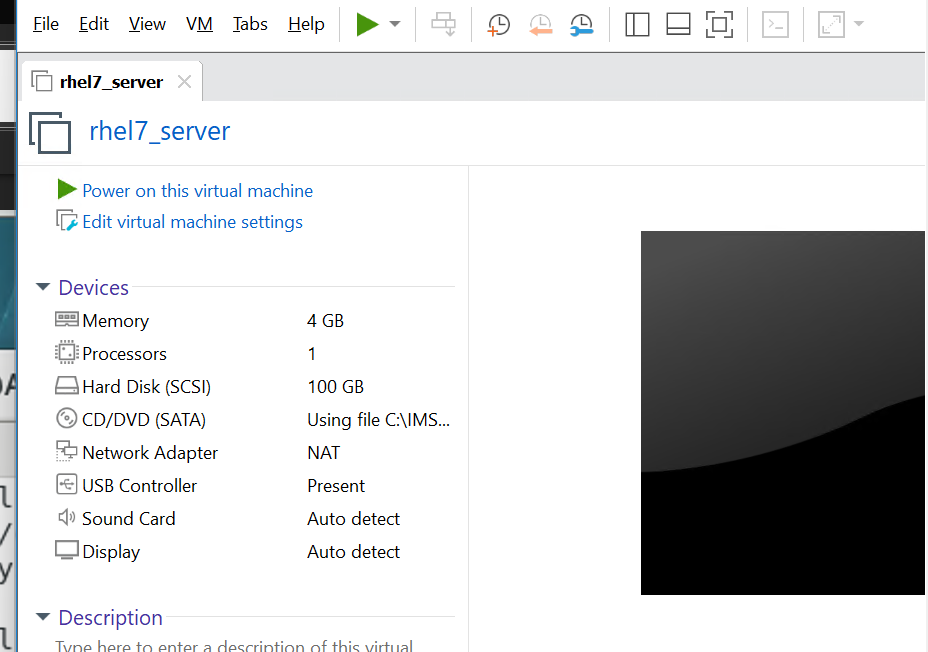 File Edit View VM Tabs Help
rhel7_server
rhel7_server
Power on this virtual machine
Edit virtual machine settings
Devices
Memory 4 GB
Processors 1
Hard Disk (SCSI) 100 GB
CD/DVD (SATA) Using file C:\IMS...
Network Adapter NAT
USB Controller Present
Sound Card Auto detect
Display Auto detect
Description
Type here to enter a description of this virtual